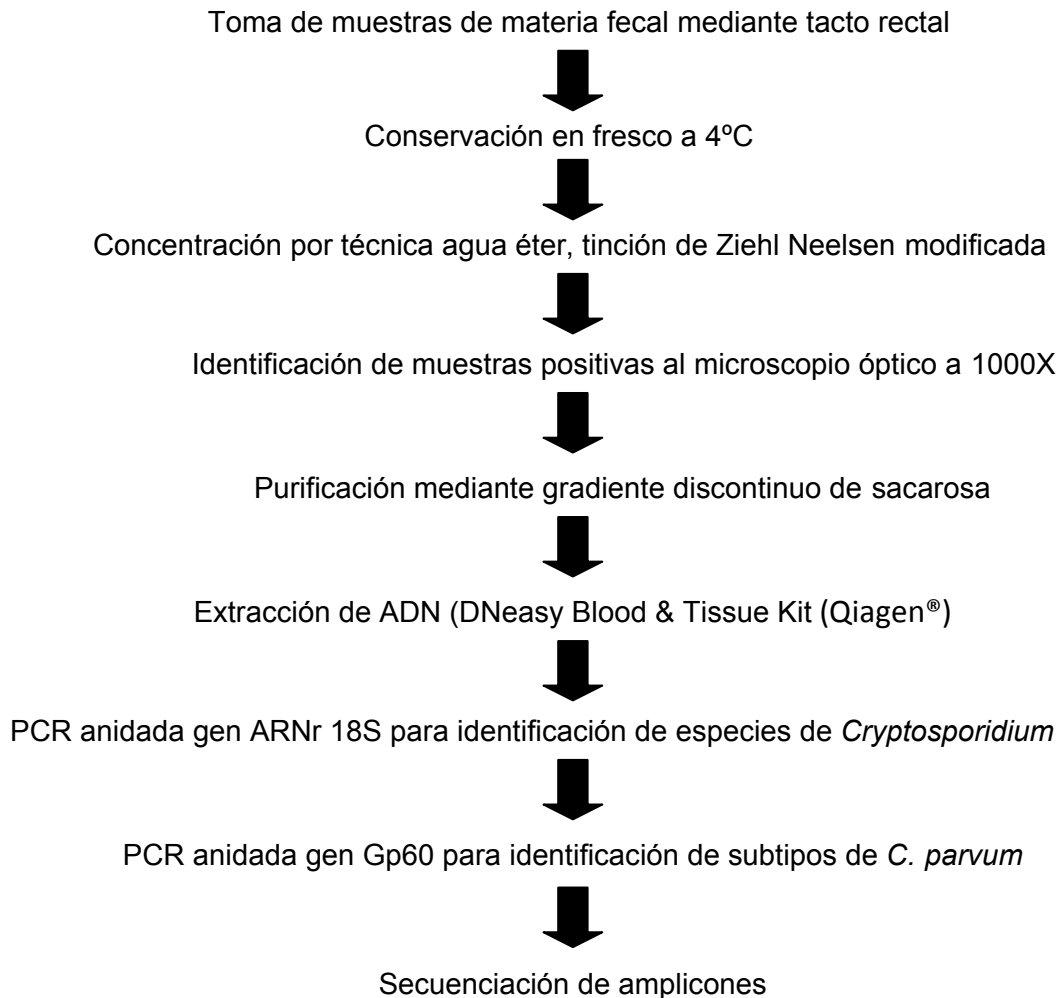 Toma de muestras de materia fecal mediante tacto rectal
Conservación en fresco a 4ºC
Concentración por técnica agua éter, tinción de Ziehl Neelsen modificada
Identificación de muestras positivas al microscopio óptico a 1000X
Purificación mediante gradiente discontinuo de sacarosa
Extracción de ADN (DNeasy Blood & Tissue Kit (Qiagen®)
PCR anidada gen ARNr 18S para identificación de especies de Cryptosporidium
PCR anidada gen Gp60 para identificación de subtipos de C. parvum
Secuenciación de amplicones